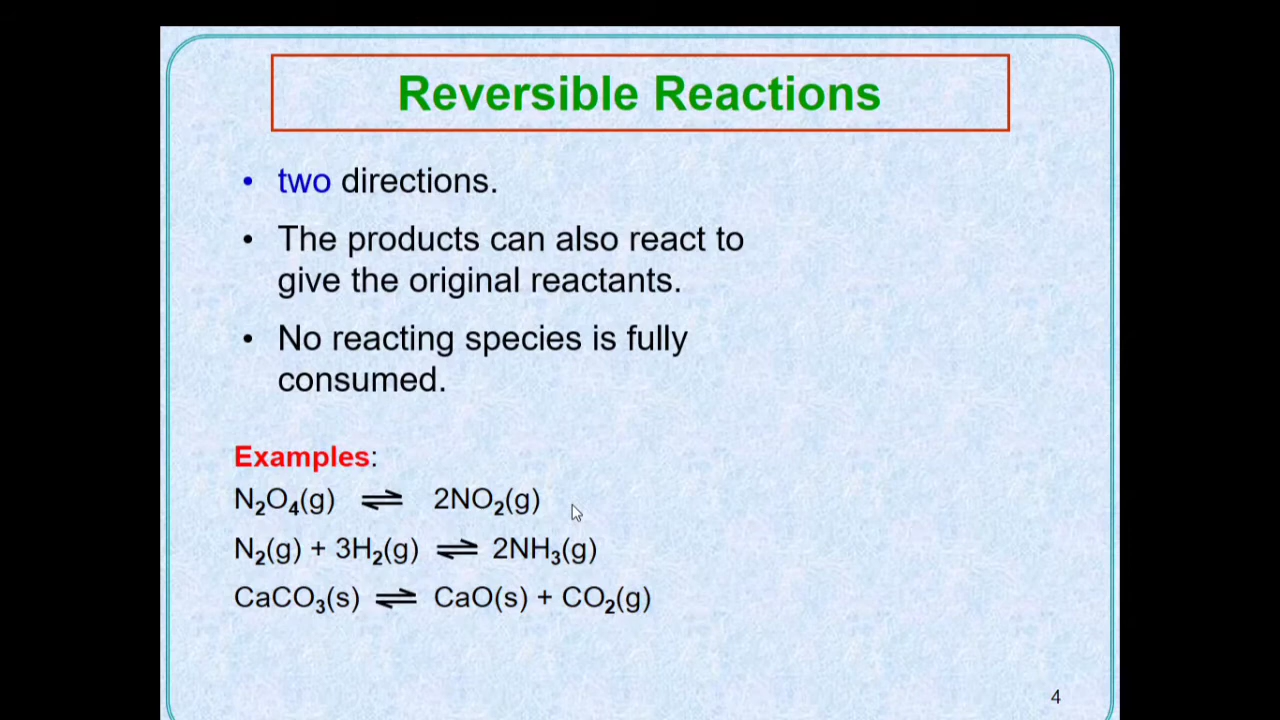 Reversible Reactions
• two directions.
• The products can also react to
give the original reactants.
• No reacting species is fully
consumed.
Examples:
N₂O₄(g) ⇌ 2NO₂(g)
N₂(g) + 3H₂(g) ⇌ 2NH₃(g)
CaCO₃(s) ⇌ CaO(s) + CO₂(g)
4